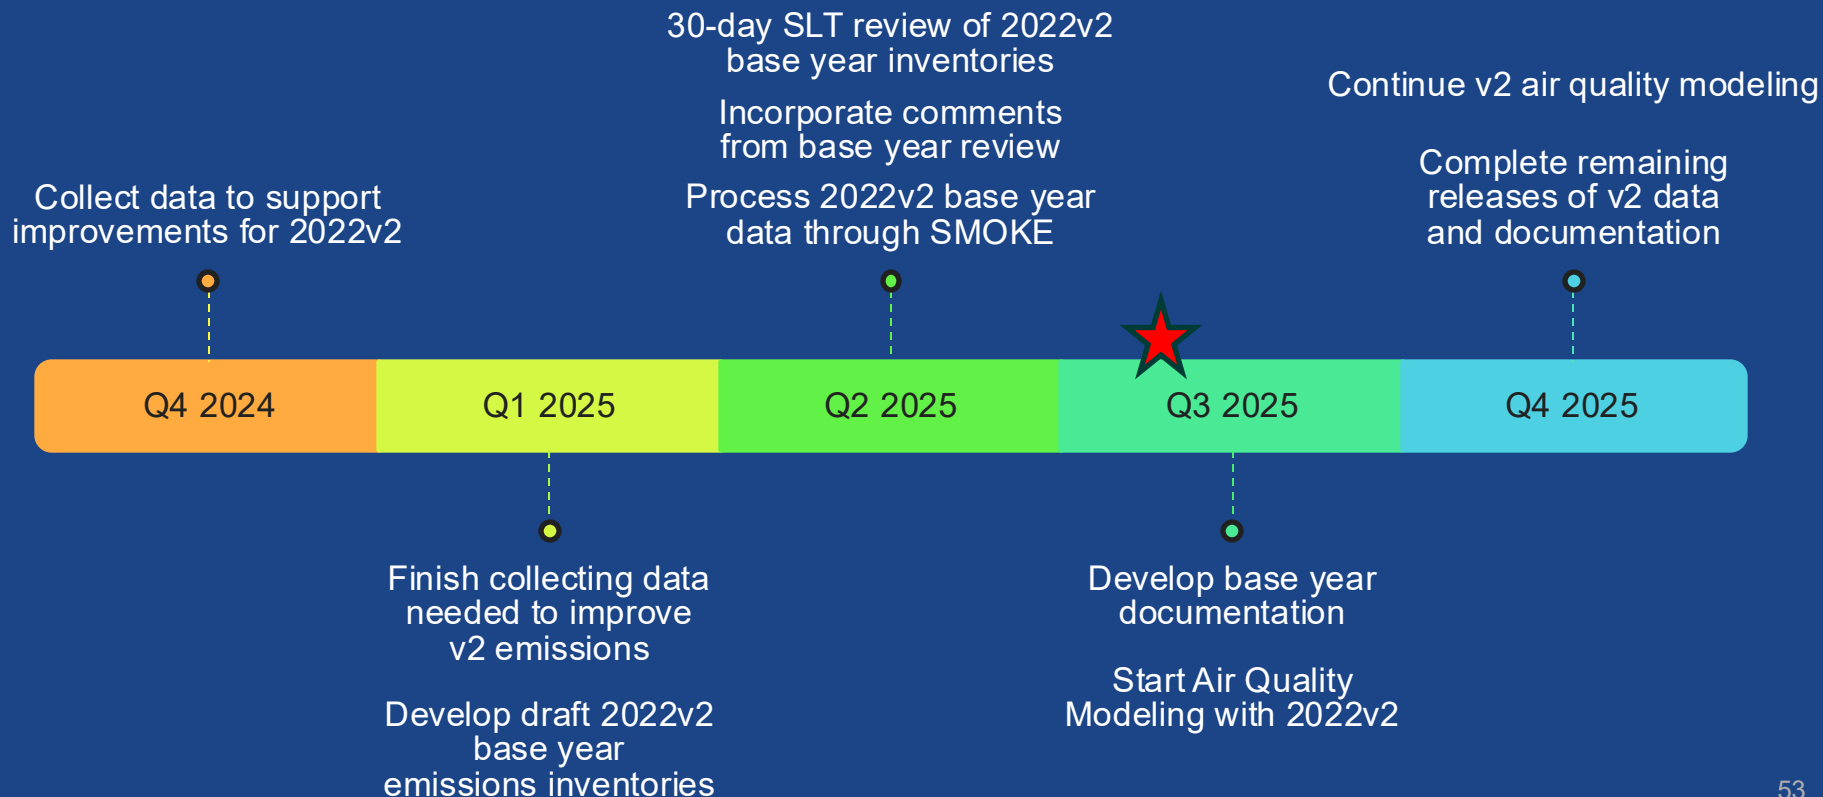 30-day SLT review of 2022v2
base year inventories
Incorporate comments
from base year review
Process 2022v2 base year
data through SMOKE
Continue v2 air quality modeling
Complete remaining
releases of v2 data
and documentation
Collect data to support
improvements for 2022v2
Q4 2024
Q1 2025
Q2 2025
Q3 2025
Q4 2025
Finish collecting data
needed to improve
v2 emissions
Develop draft 2022v2
base year
emissions inventories
Develop base year
documentation
Start Air Quality
Modeling with 2022v2
53